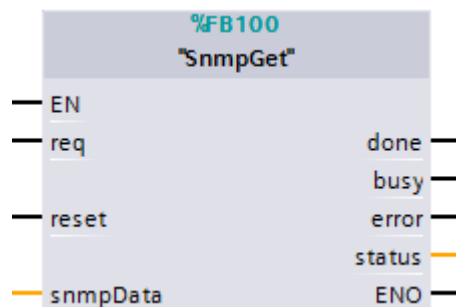 %FB100
"SnmpGet"
EN
req done
busy
reset error
status
snmpData ENO